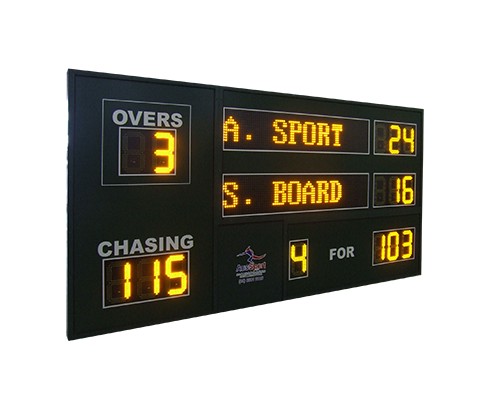 OVERS
3
A. SPORT 24
S. BOARD 16
CHASING
115
4 FOR 103